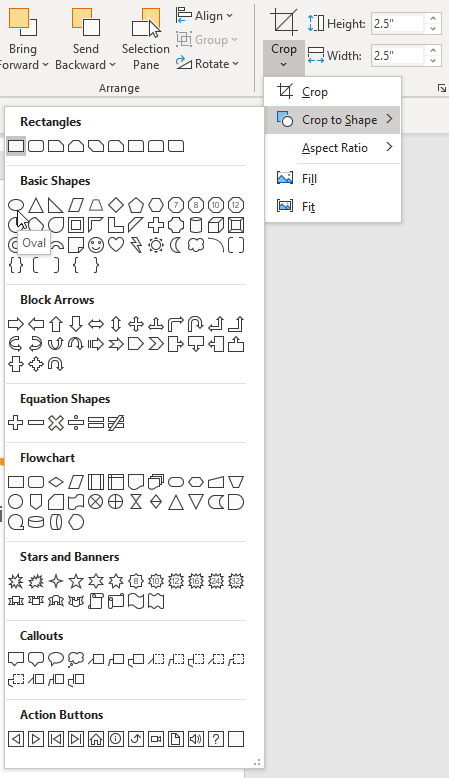 Bring Forward
Send Backward
Selection Pane
Align
Group
Rotate
Arrange
Crop
Height: 2.5"
Width: 2.5"
Crop
Crop to Shape
Aspect Ratio
Fill
Fit
Rectangles
Basic Shapes
7 8 10 12
Oval
Block Arrows
Equation Shapes
Flowchart
Stars and Banners
8 10 12 16 24 32
Callouts
Action Buttons
?